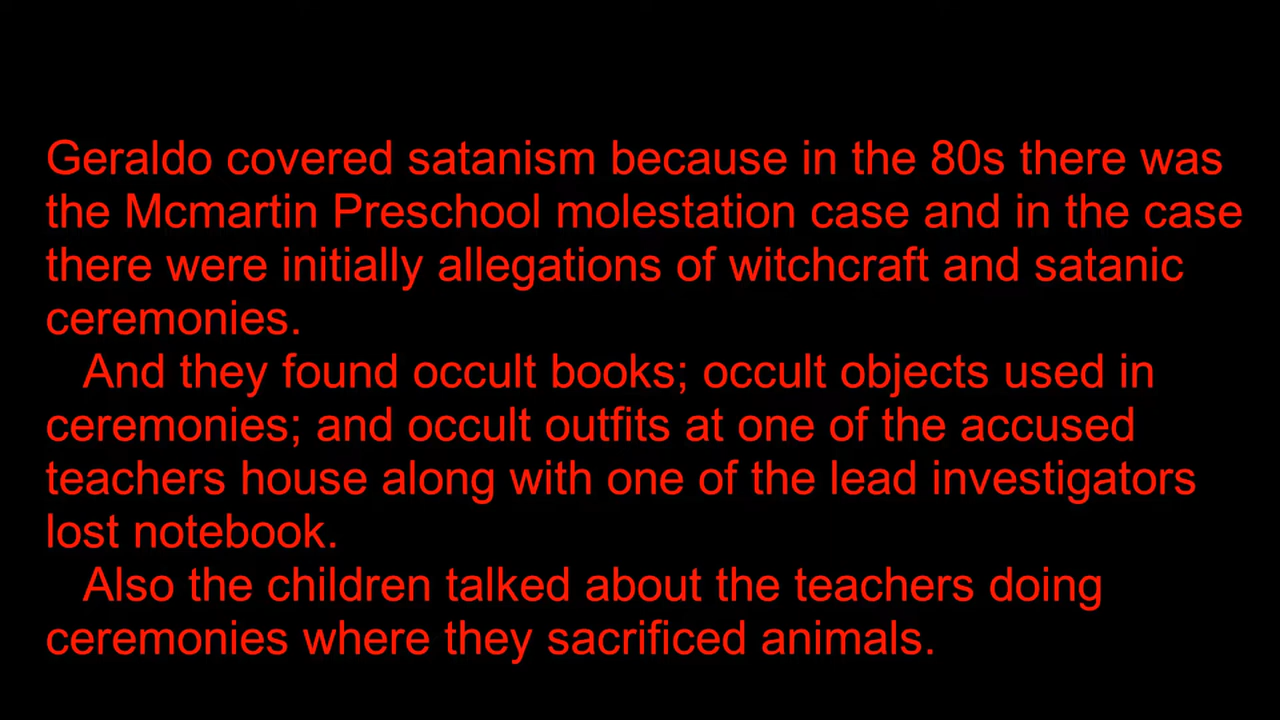 Geraldo covered satanism because in the 80s there was
the Mcmartin Preschool molestation case and in the case
there were initially allegations of witchcraft and satanic
ceremonies.
And they found occult books; occult objects used in
ceremonies; and occult outfits at one of the accused
teachers house along with one of the lead investigators
lost notebook.
Also the children talked about the teachers doing
ceremonies where they sacrificed animals.